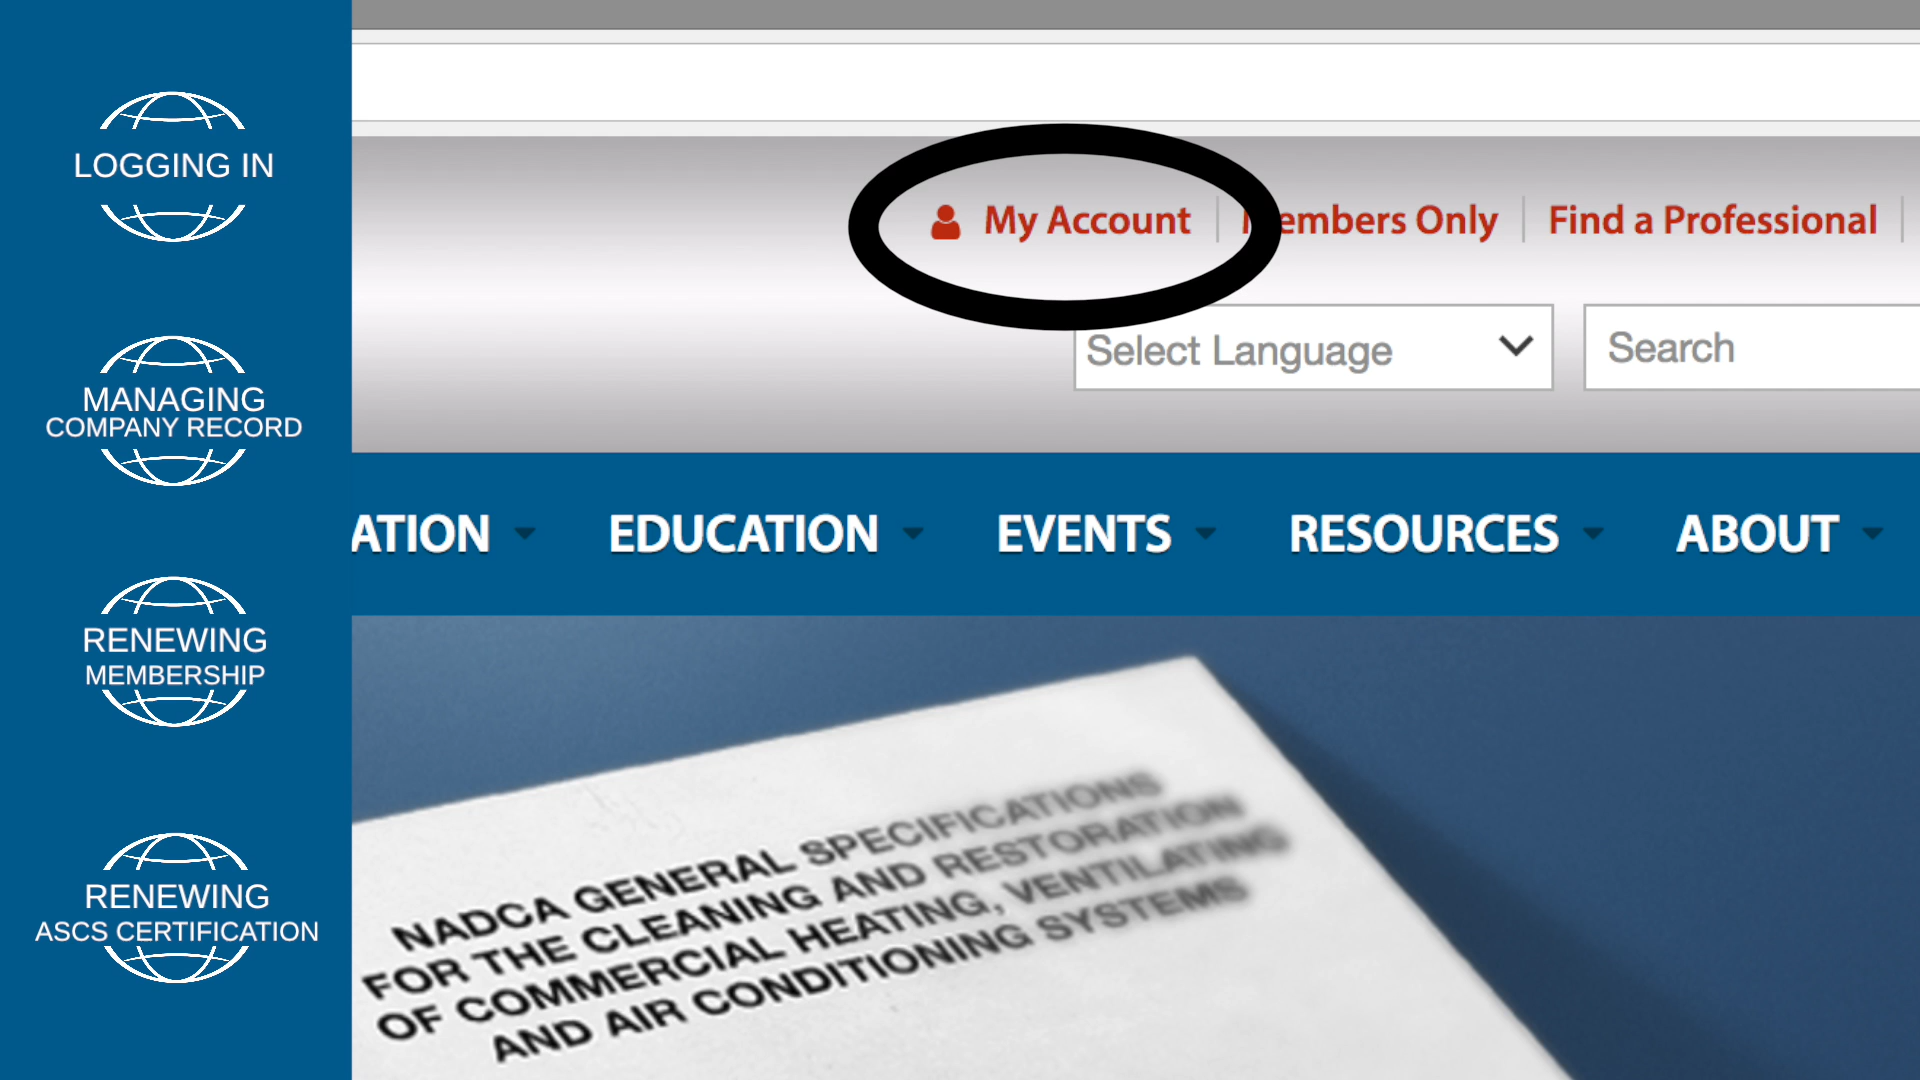 LOGGING IN
MANAGING
COMPANY RECORD
RENEWING
MEMBERSHIP
RENEWING
ASCS CERTIFICATION
My Account
Members Only
Find a Professional
Select Language
Search
ATION
EDUCATION
EVENTS
RESOURCES
ABOUT
NADCA GENERAL SPECIFICATIONS
FOR THE CLEANING AND RESTORATION
OF COMMERCIAL HEATING, VENTILATING
AND AIR CONDITIONING SYSTEMS